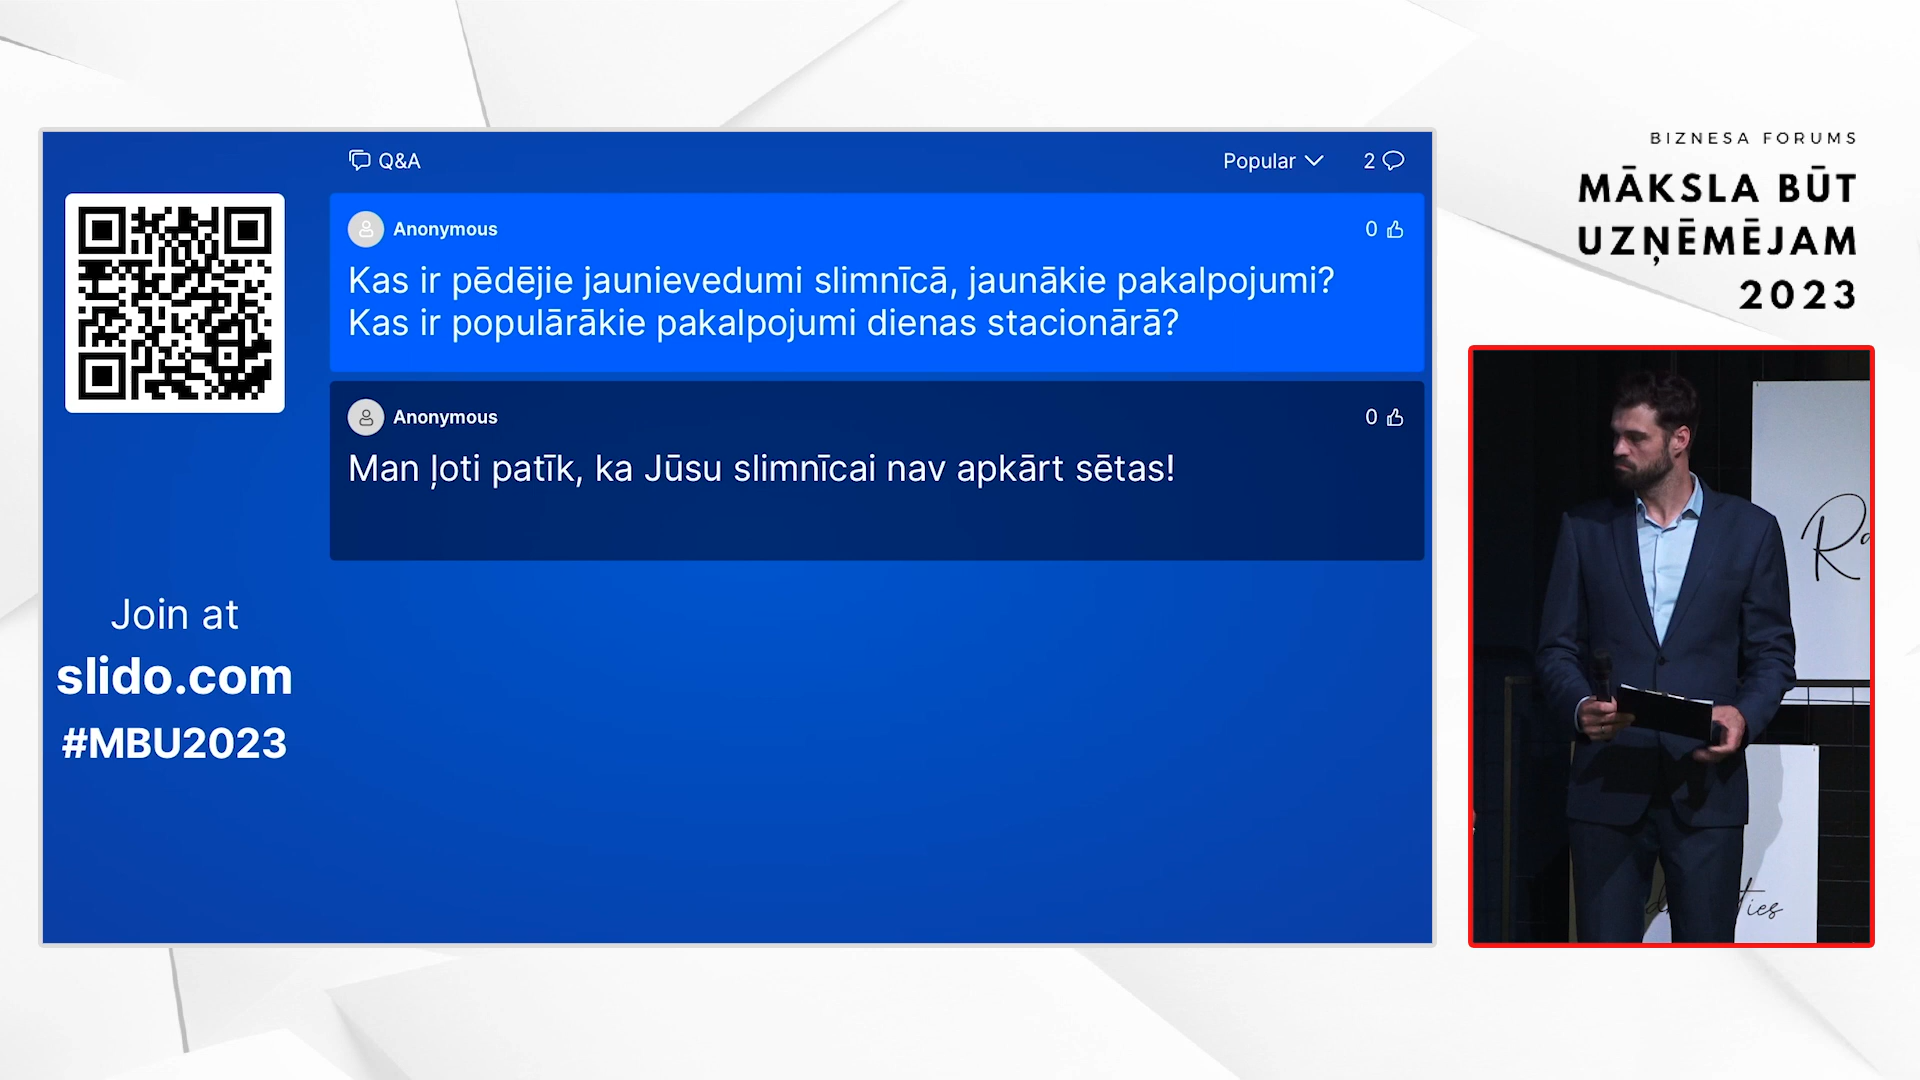 Q&A
Popular
2
Anonymous
0
Kas ir pēdējie jaunievedumi slimnīcā, jaunākie pakalpojumi?
Kas ir populārākie pakalpojumi dienas stacionārā?
Anonymous
0
Man ļoti patīk, ka Jūsu slimnīcai nav apkārt sētas!
Join at
slido.com
#MBU2023
BIZNESA FORUMS
MĀKSLA BŪT
UZŅĒMĒJAM
2023